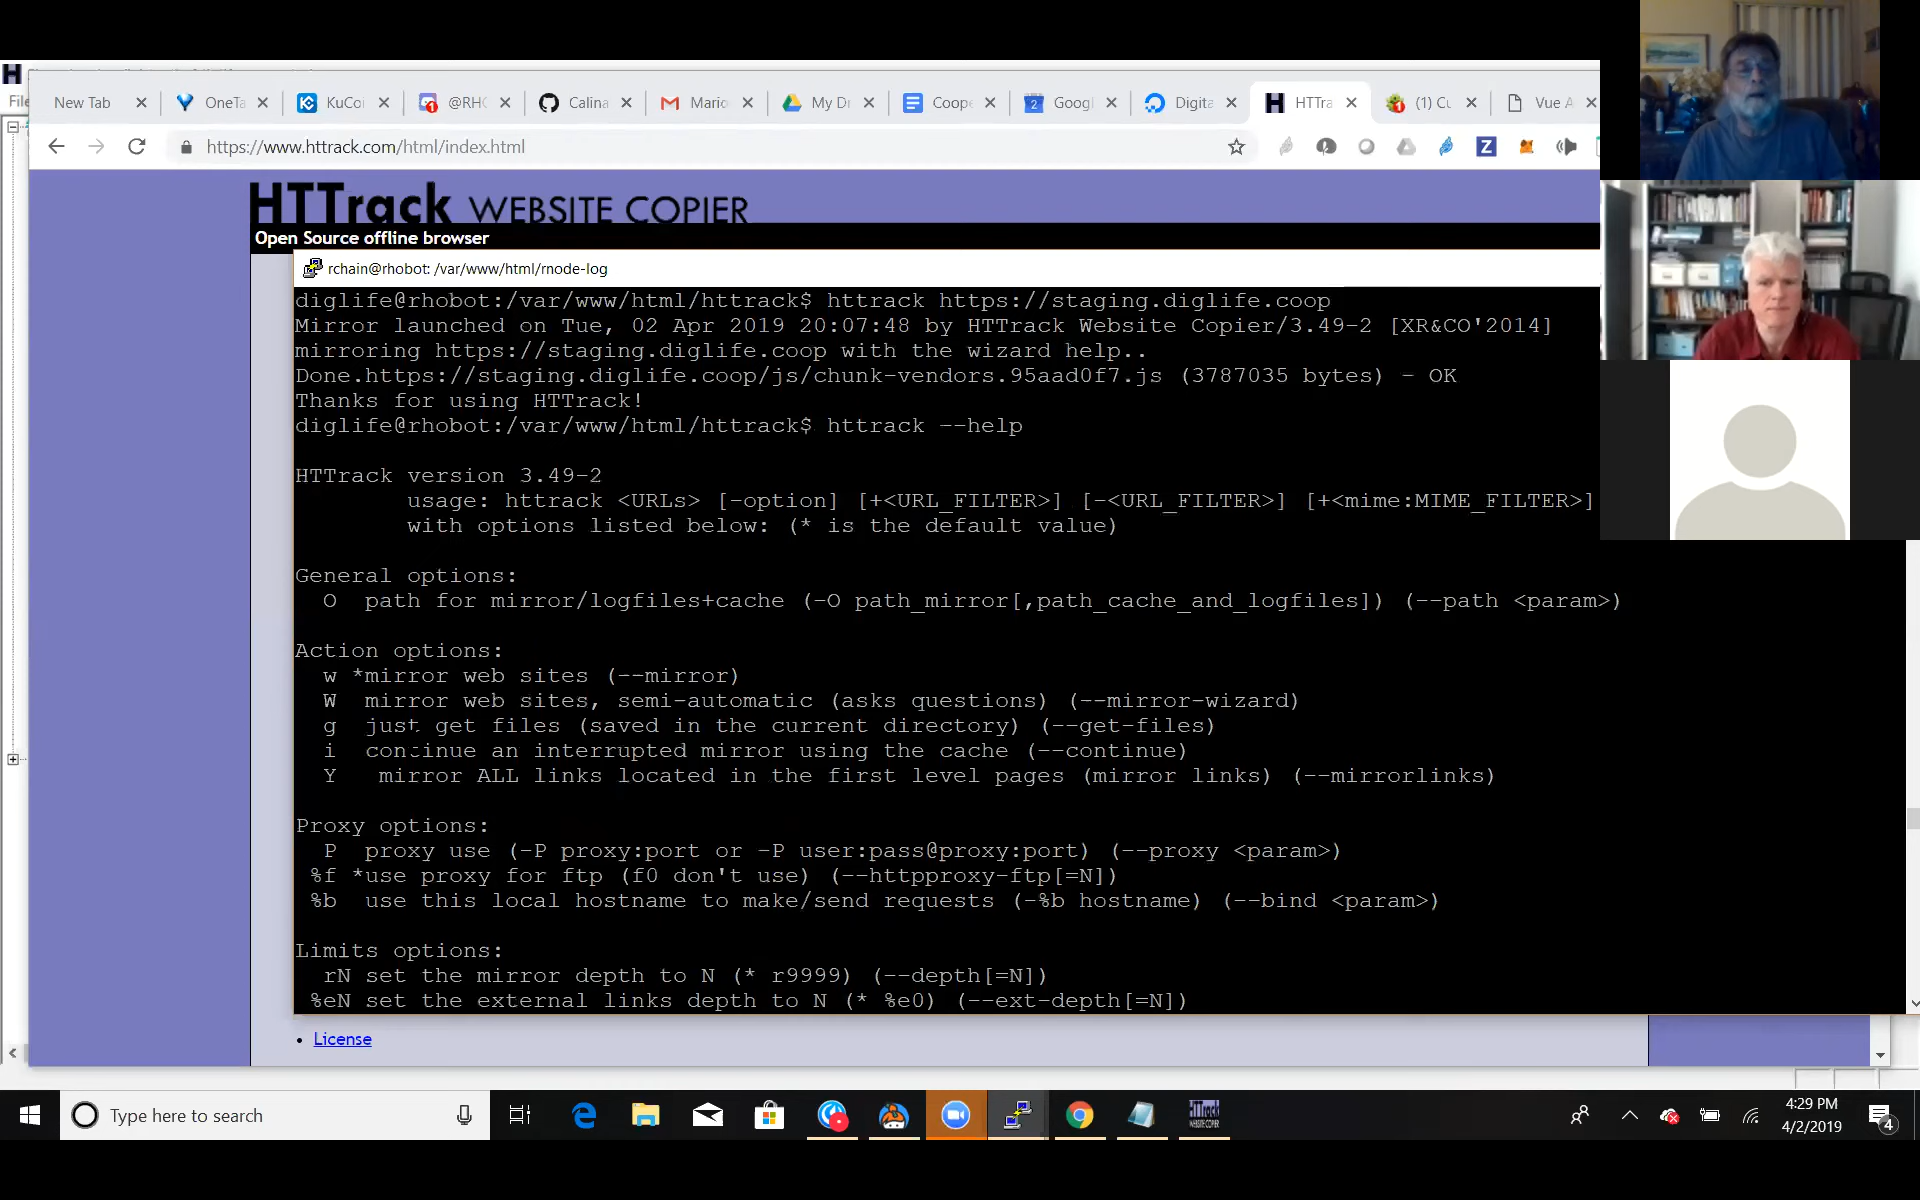 H
File
New Tab
OneTa
KuCoi
@RHC
Calina
Mario
My Dr
Coope
Googl
Digita
HTTra
(1) Cu
Vue A
https://www.httrack.com/html/index.html
Z
HTTrack WEBSITE COPIER
Open Source offline browser
rchain@rhobot: /var/www/html/rnode-log
diglife@rhobot:/var/www/html/httrack$ httrack https://staging.diglife.coop
Mirror launched on Tue, 02 Apr 2019 20:07:48 by HTTrack Website Copier/3.49-2 [XR&CO'2014]
mirroring https://staging.diglife.coop with the wizard help..
Done.https://staging.diglife.coop/js/chunk-vendors.95aad0f7.js (3787035 bytes) - OK
Thanks for using HTTrack!
diglife@rhobot:/var/www/html/httrack$ httrack --help
HTTrack version 3.49-2
usage: httrack <URLs> [-option] [+<URL_FILTER>] [-<URL_FILTER>] [+<mime:MIME_FILTER>]
with options listed below: (* is the default value)
General options:
O path for mirror/logfiles+cache (-O path_mirror[,path_cache_and_logfiles]) (--path <param>)
Action options:
w *mirror web sites (--mirror)
W mirror web sites, semi-automatic (asks questions) (--mirror-wizard)
g just get files (saved in the current directory) (--get-files)
i continue an interrupted mirror using the cache (--continue)
Y mirror ALL links located in the first level pages (mirror links) (--mirrorlinks)
Proxy options:
P proxy use (-P proxy:port or -P user:pass@proxy:port) (--proxy <param>)
%f *use proxy for ftp (f0 don't use) (--httpproxy-ftp[=N])
%b use this local hostname to make/send requests (-%b hostname) (--bind <param>)
Limits options:
rN set the mirror depth to N (* r9999) (--depth[=N])
%eN set the external links depth to N (* %e0) (--ext-depth[=N])
License
Type here to search
HTTrack
WEBSITE
COPIER
4:29 PM
4/2/2019
4